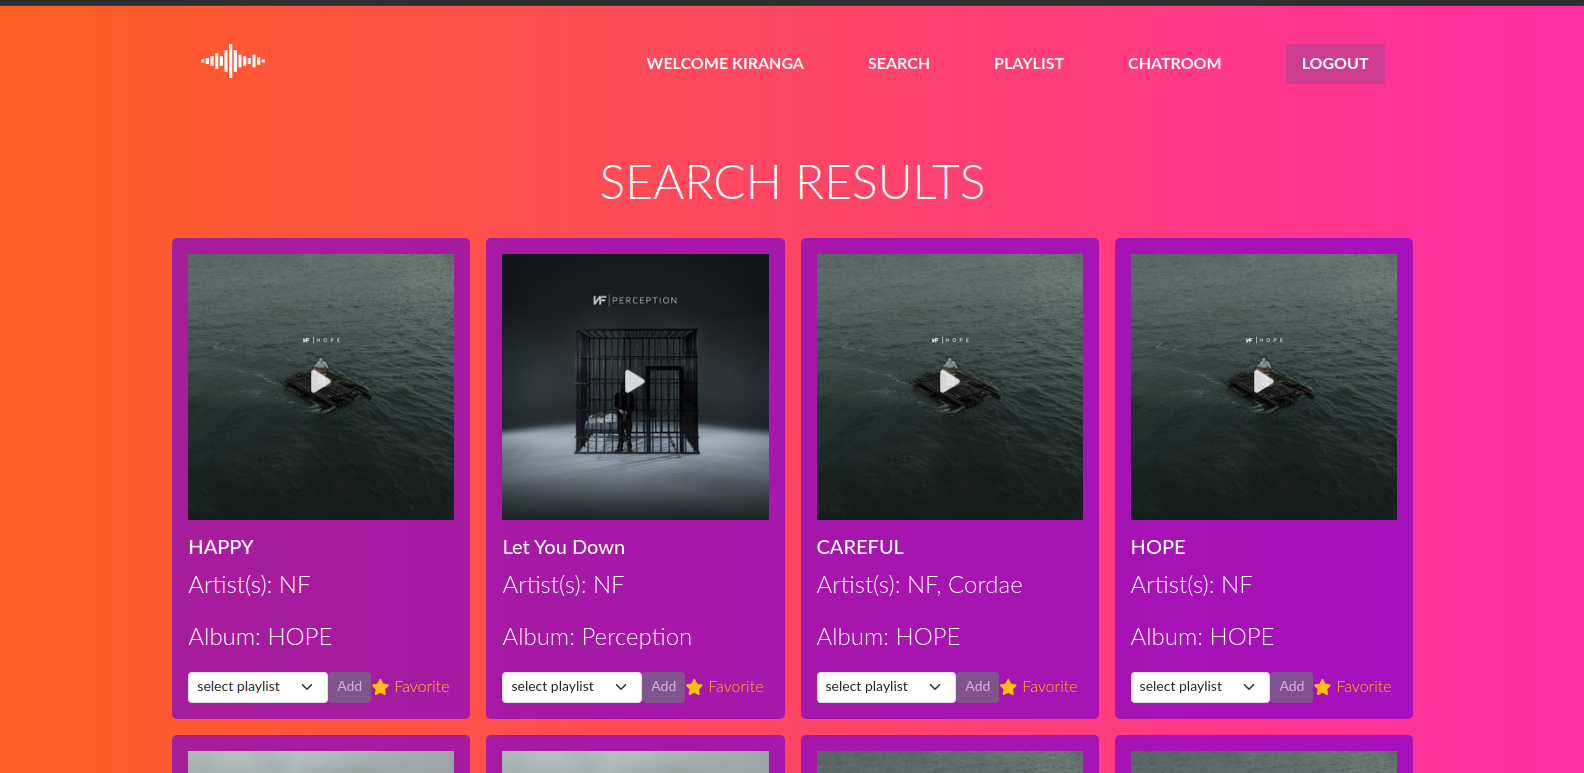 WELCOME KIRANGA SEARCH PLAYLIST CHATROOM LOGOUT
SEARCH RESULTS
NF | HOPE
HAPPY
Artist(s): NF
Album: HOPE
select playlist Add Favorite
NF | PERCEPTION
Let You Down
Artist(s): NF
Album: Perception
select playlist Add Favorite
NF | HOPE
CAREFUL
Artist(s): NF, Cordae
Album: HOPE
select playlist Add Favorite
NF | HOPE
HOPE
Artist(s): NF
Album: HOPE
select playlist Add Favorite